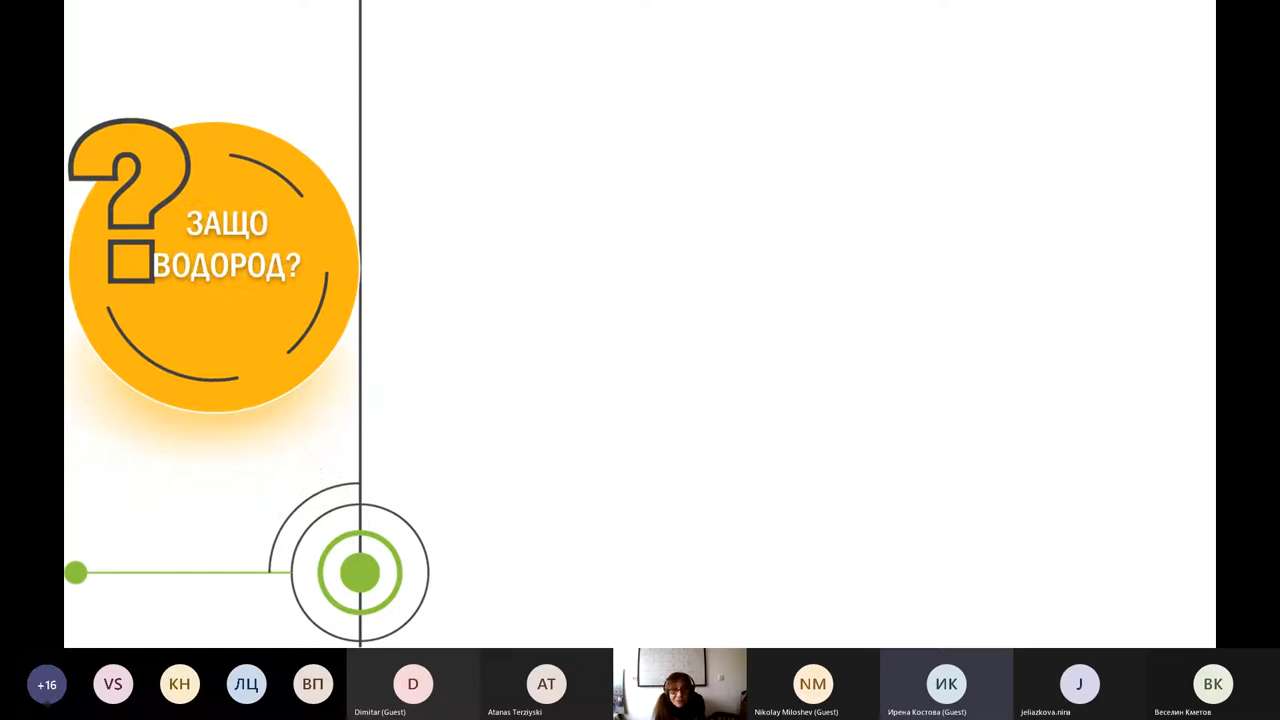 ?
ЗАЩО
ВОДОРОД?
+16
VS
КН
ЛЦ
ВП
D
Dimitar (Guest)
AT
Atanas Terziyski
NM
Nikolay Miloshev (Guest)
ИК
Ирена Костова (Guest)
J
jeliazkova.nina
ВК
Веселин Кметов